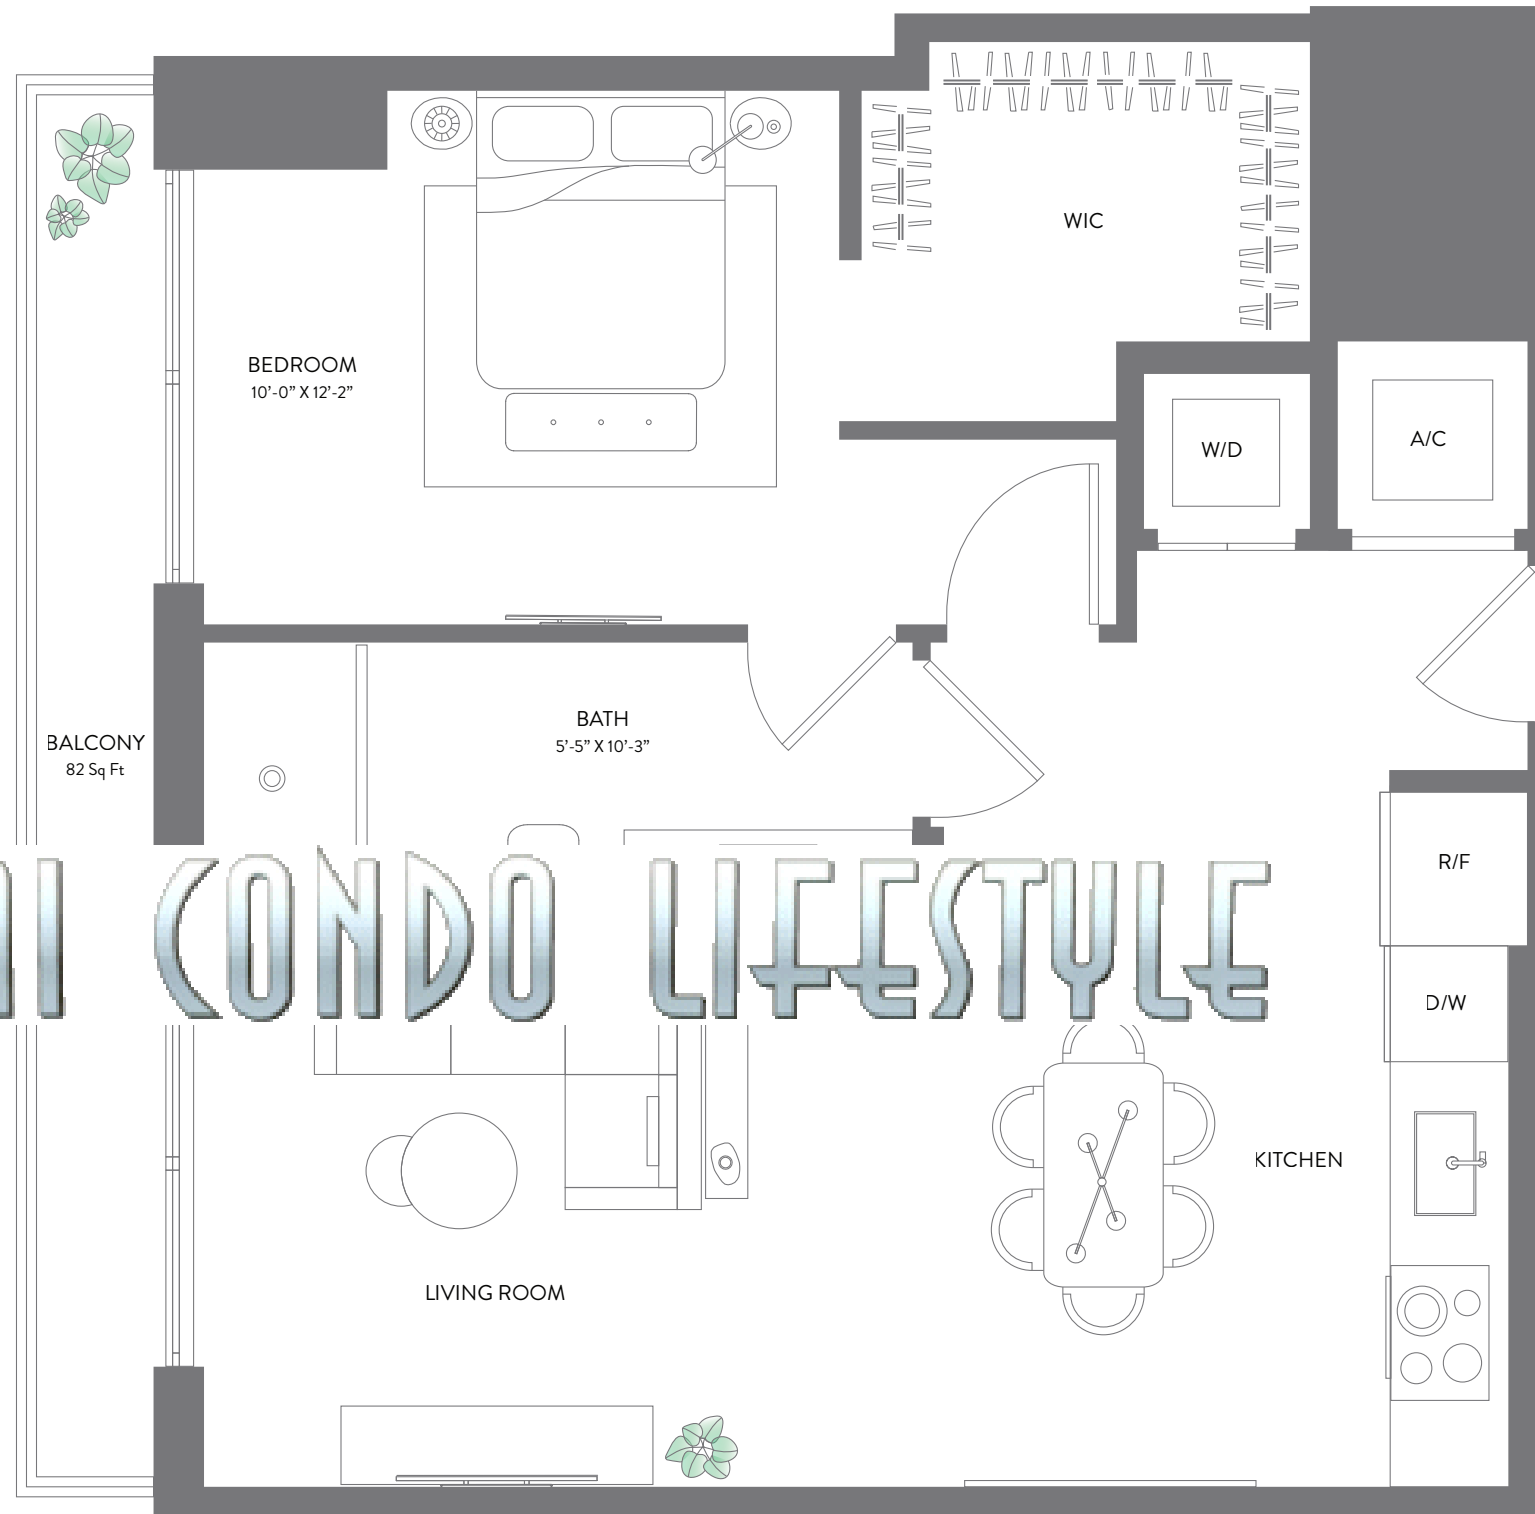 WIC
BEDROOM
10'-0" X 12'-2"
W/D
A/C
BATH
5'-5" X 10'-3"
BALCONY
82 Sq Ft
R/F
CONDO LIFESTYLE
D/W
KITCHEN
LIVING ROOM